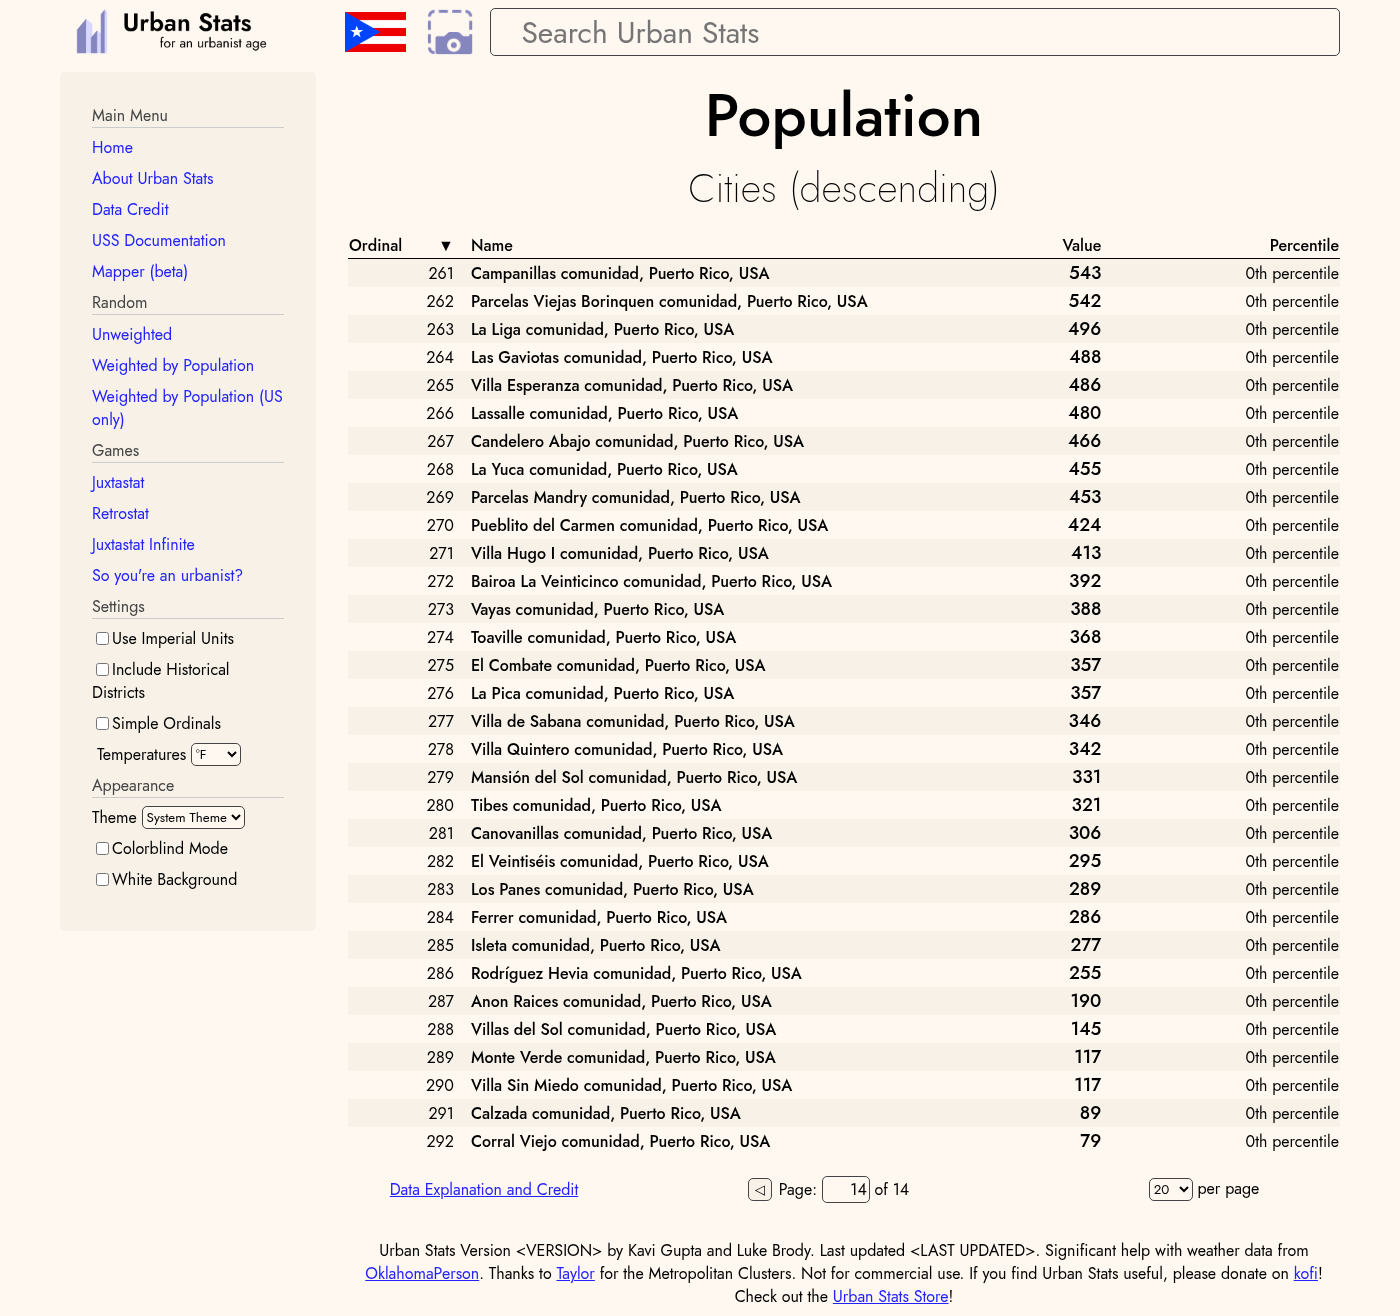 Urban Stats
for an urbanist age
Search Urban Stats
Main Menu
Home
About Urban Stats
Data Credit
USS Documentation
Mapper (beta)
Random
Unweighted
Weighted by Population
Weighted by Population (US
only)
Games
Juxtastat
Retrostat
Juxtastat Infinite
So you're an urbanist?
Settings
Use Imperial Units
Include Historical
Districts
Simple Ordinals
Temperatures °F
Appearance
Theme System Theme
Colorblind Mode
White Background
Population
Cities (descending)
Ordinal ▼ Name Value Percentile
261 Campanillas comunidad, Puerto Rico, USA 543 0th percentile
262 Parcelas Viejas Borinquen comunidad, Puerto Rico, USA 542 0th percentile
263 La Liga comunidad, Puerto Rico, USA 496 0th percentile
264 Las Gaviotas comunidad, Puerto Rico, USA 488 0th percentile
265 Villa Esperanza comunidad, Puerto Rico, USA 486 0th percentile
266 Lassalle comunidad, Puerto Rico, USA 480 0th percentile
267 Candelero Abajo comunidad, Puerto Rico, USA 466 0th percentile
268 La Yuca comunidad, Puerto Rico, USA 455 0th percentile
269 Parcelas Mandry comunidad, Puerto Rico, USA 453 0th percentile
270 Pueblito del Carmen comunidad, Puerto Rico, USA 424 0th percentile
271 Villa Hugo I comunidad, Puerto Rico, USA 413 0th percentile
272 Bairoa La Veinticinco comunidad, Puerto Rico, USA 392 0th percentile
273 Vayas comunidad, Puerto Rico, USA 388 0th percentile
274 Toaville comunidad, Puerto Rico, USA 368 0th percentile
275 El Combate comunidad, Puerto Rico, USA 357 0th percentile
276 La Pica comunidad, Puerto Rico, USA 357 0th percentile
277 Villa de Sabana comunidad, Puerto Rico, USA 346 0th percentile
278 Villa Quintero comunidad, Puerto Rico, USA 342 0th percentile
279 Mansión del Sol comunidad, Puerto Rico, USA 331 0th percentile
280 Tibes comunidad, Puerto Rico, USA 321 0th percentile
281 Canovanillas comunidad, Puerto Rico, USA 306 0th percentile
282 El Veintiséis comunidad, Puerto Rico, USA 295 0th percentile
283 Los Panes comunidad, Puerto Rico, USA 289 0th percentile
284 Ferrer comunidad, Puerto Rico, USA 286 0th percentile
285 Isleta comunidad, Puerto Rico, USA 277 0th percentile
286 Rodríguez Hevia comunidad, Puerto Rico, USA 255 0th percentile
287 Anon Raices comunidad, Puerto Rico, USA 190 0th percentile
288 Villas del Sol comunidad, Puerto Rico, USA 145 0th percentile
289 Monte Verde comunidad, Puerto Rico, USA 117 0th percentile
290 Villa Sin Miedo comunidad, Puerto Rico, USA 117 0th percentile
291 Calzada comunidad, Puerto Rico, USA 89 0th percentile
292 Corral Viejo comunidad, Puerto Rico, USA 79 0th percentile
Data Explanation and Credit ◁ Page: 14 of 14 20 per page
Urban Stats Version <VERSION> by Kavi Gupta and Luke Brody. Last updated <LAST UPDATED>. Significant help with weather data from
OklahomaPerson. Thanks to Taylor for the Metropolitan Clusters. Not for commercial use. If you find Urban Stats useful, please donate on kofi!
Check out the Urban Stats Store!